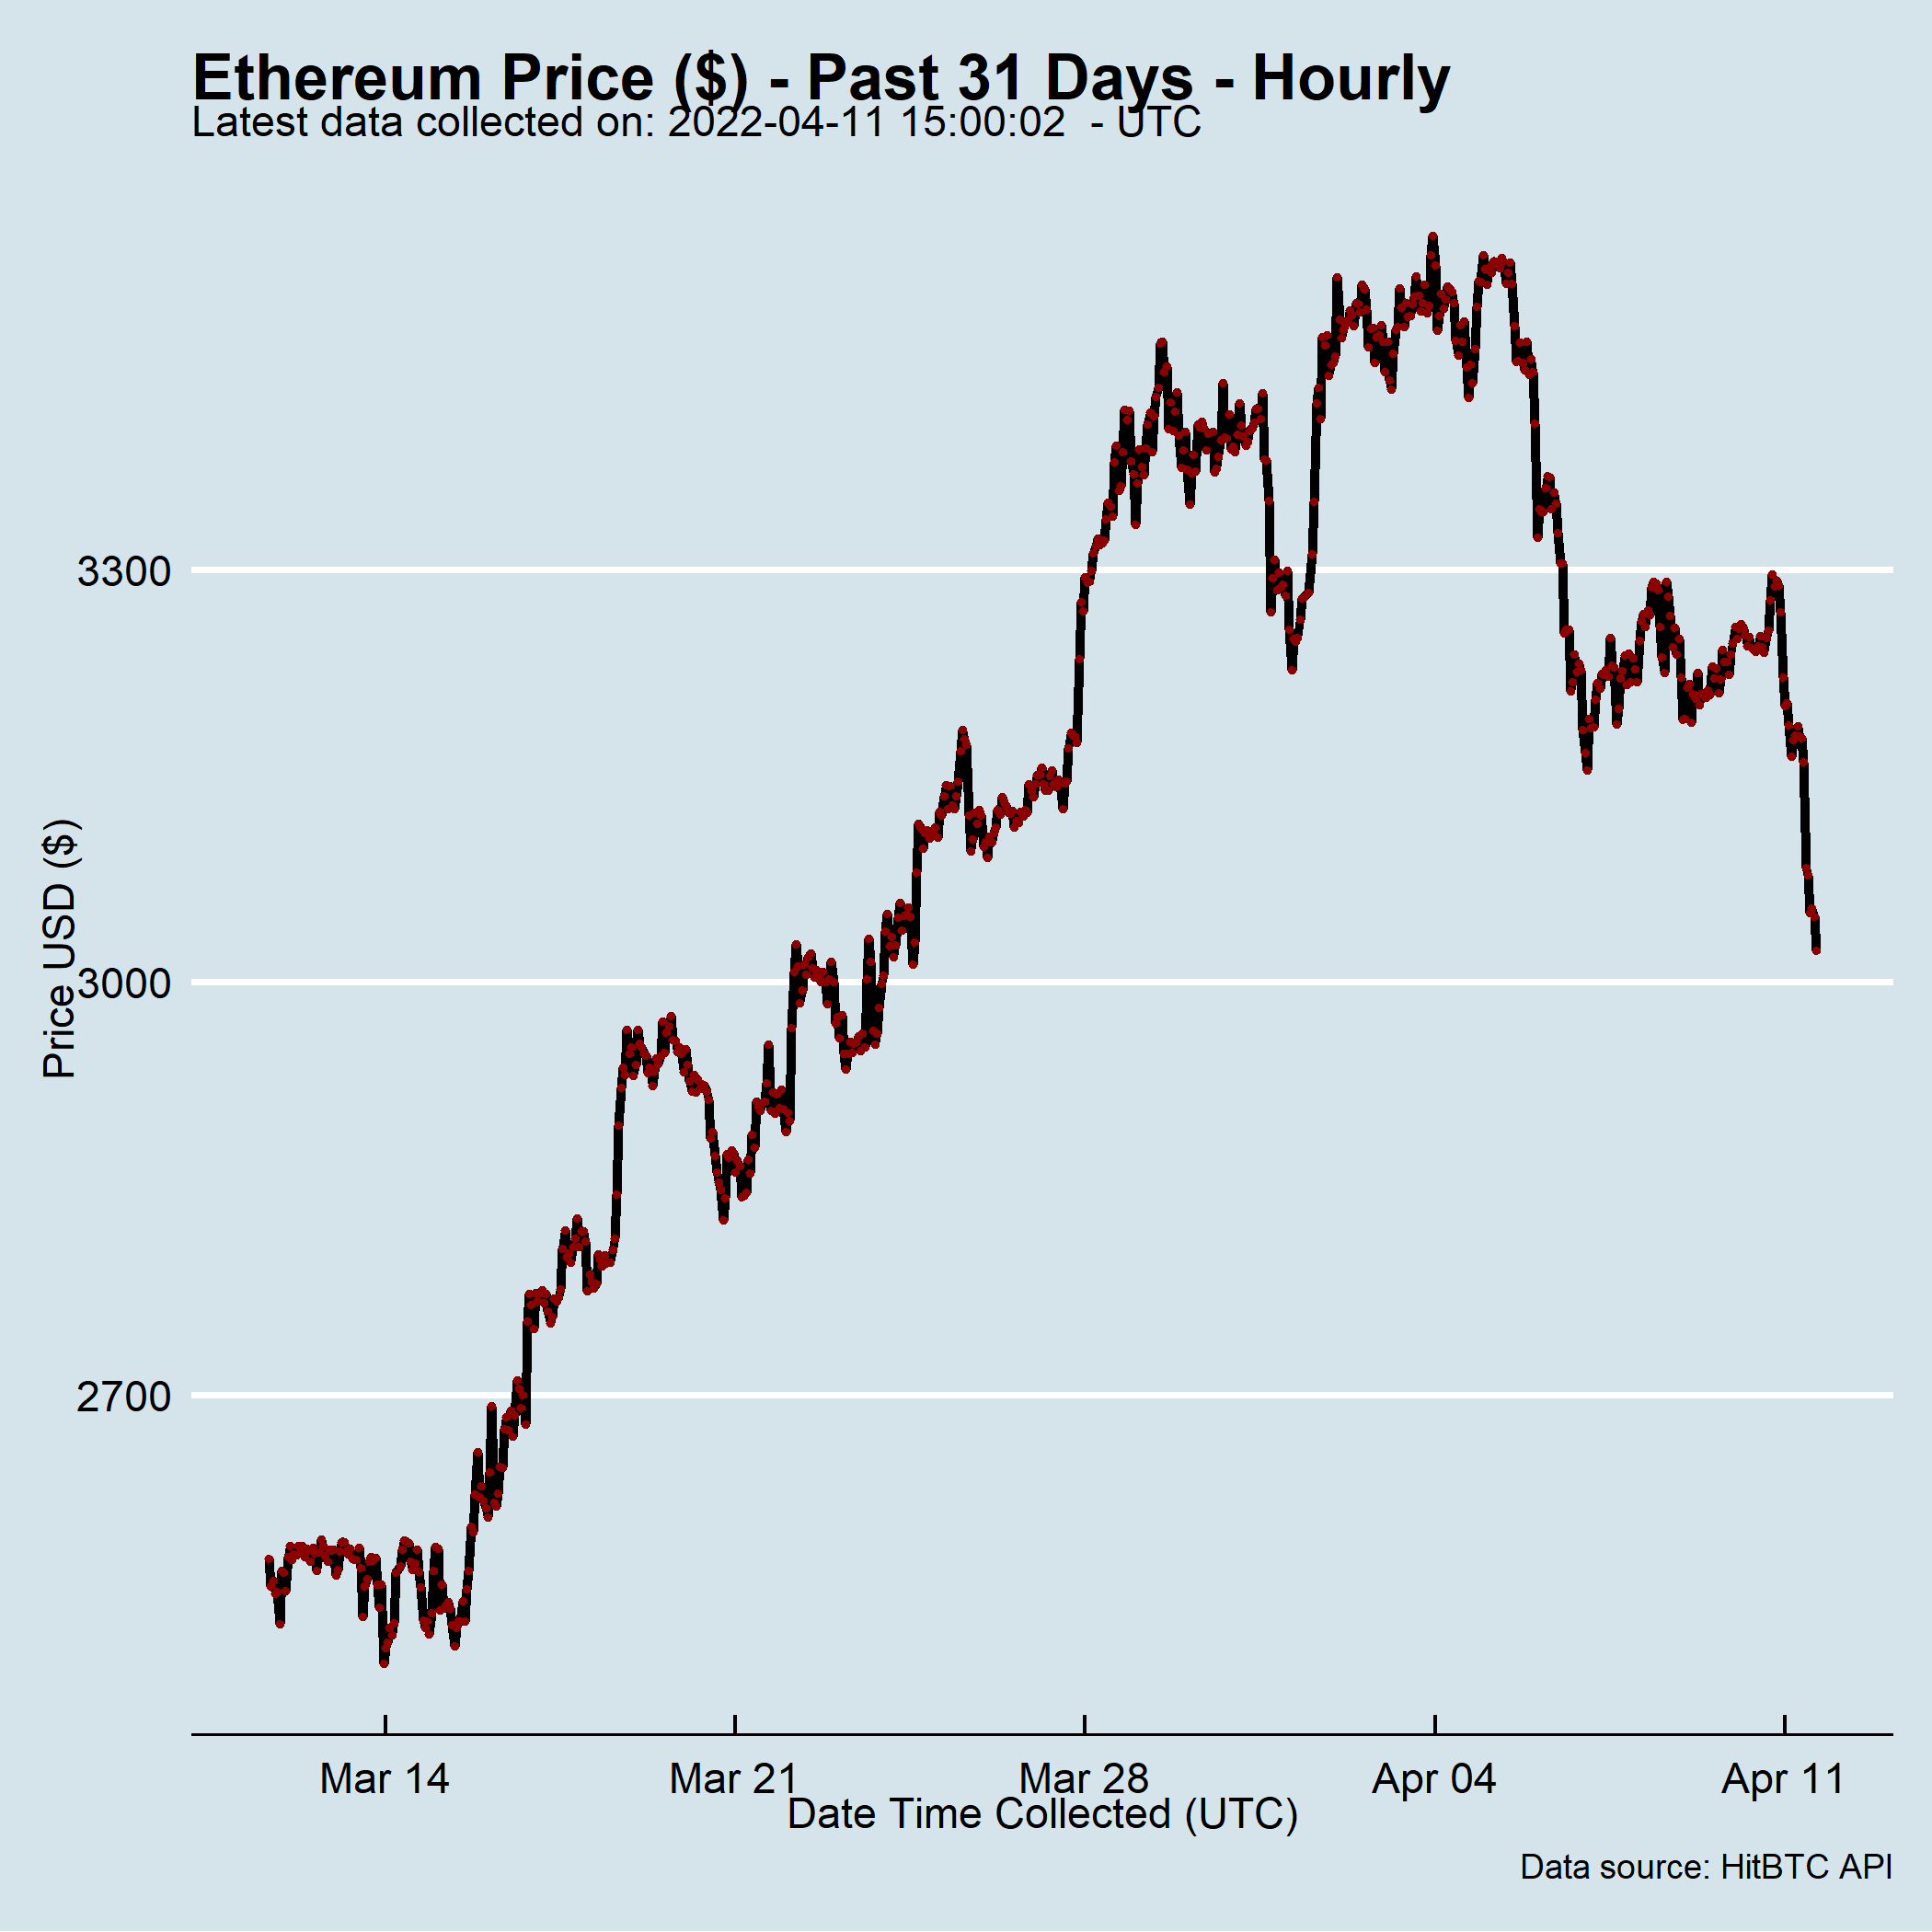 Ethereum Price ($) - Past 31 Days - Hourly
Latest data collected on: 2022-04-11 15:00:02  - UTC
Price USD ($)
3300
3000
2700
Mar 14
Mar 21
Mar 28
Apr 04
Apr 11
Date Time Collected (UTC)
Data source: HitBTC API